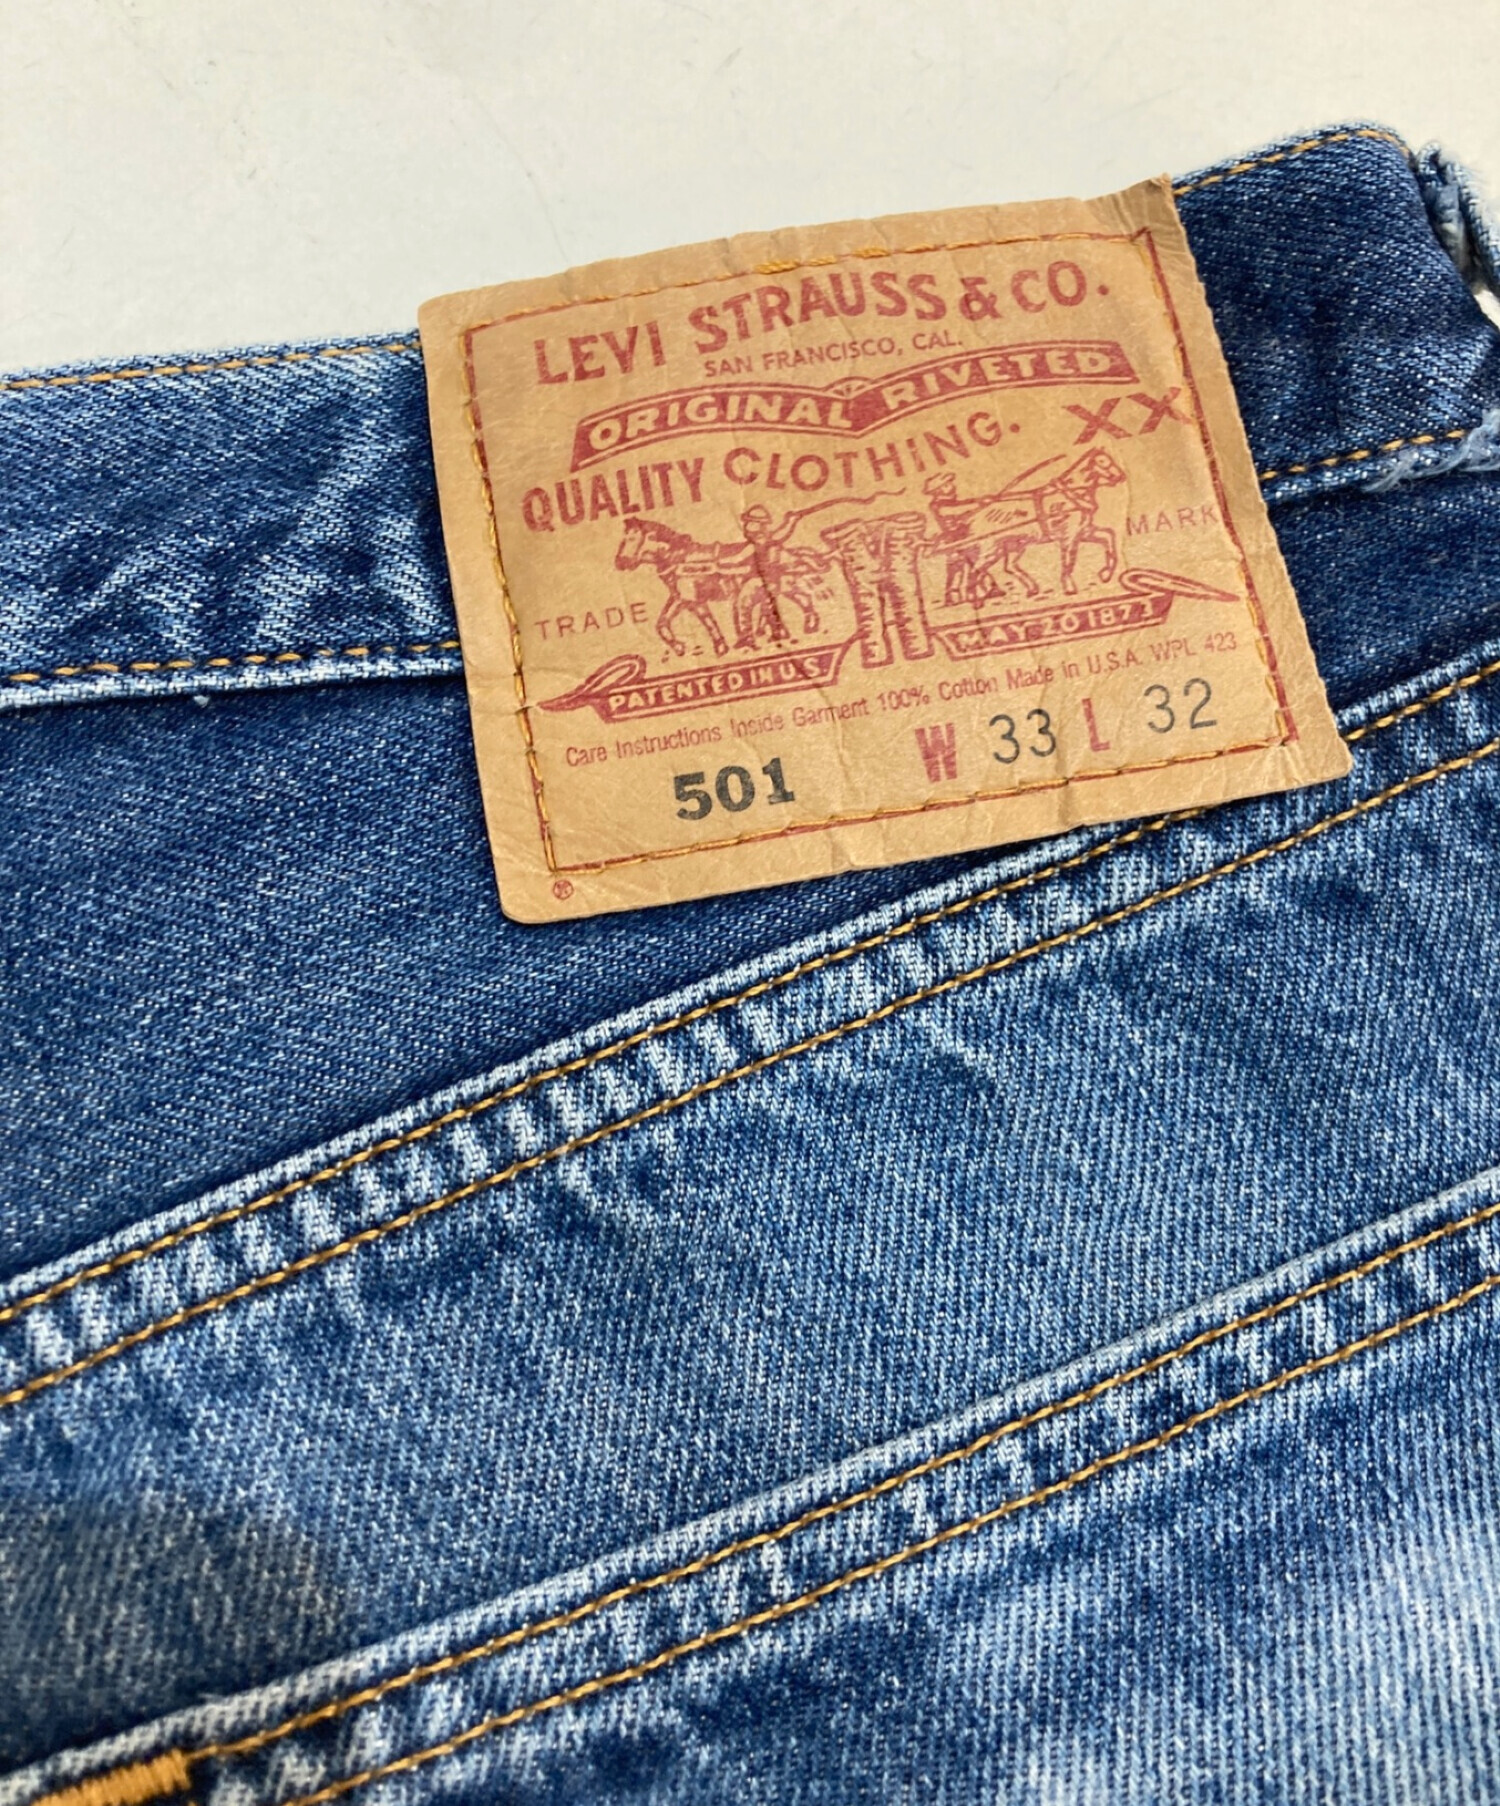 LEVI STRAUSS & CO.
SAN FRANCISCO, CAL.
ORIGINAL RIVETED
QUALITY CLOTHING. XX
TRADE MARK
PATENTED IN U.S. MAY 20 1873
Care Instructions Inside Garment 100% Cotton Made in U.S.A. WPL 423
501 W 33 L 32
®